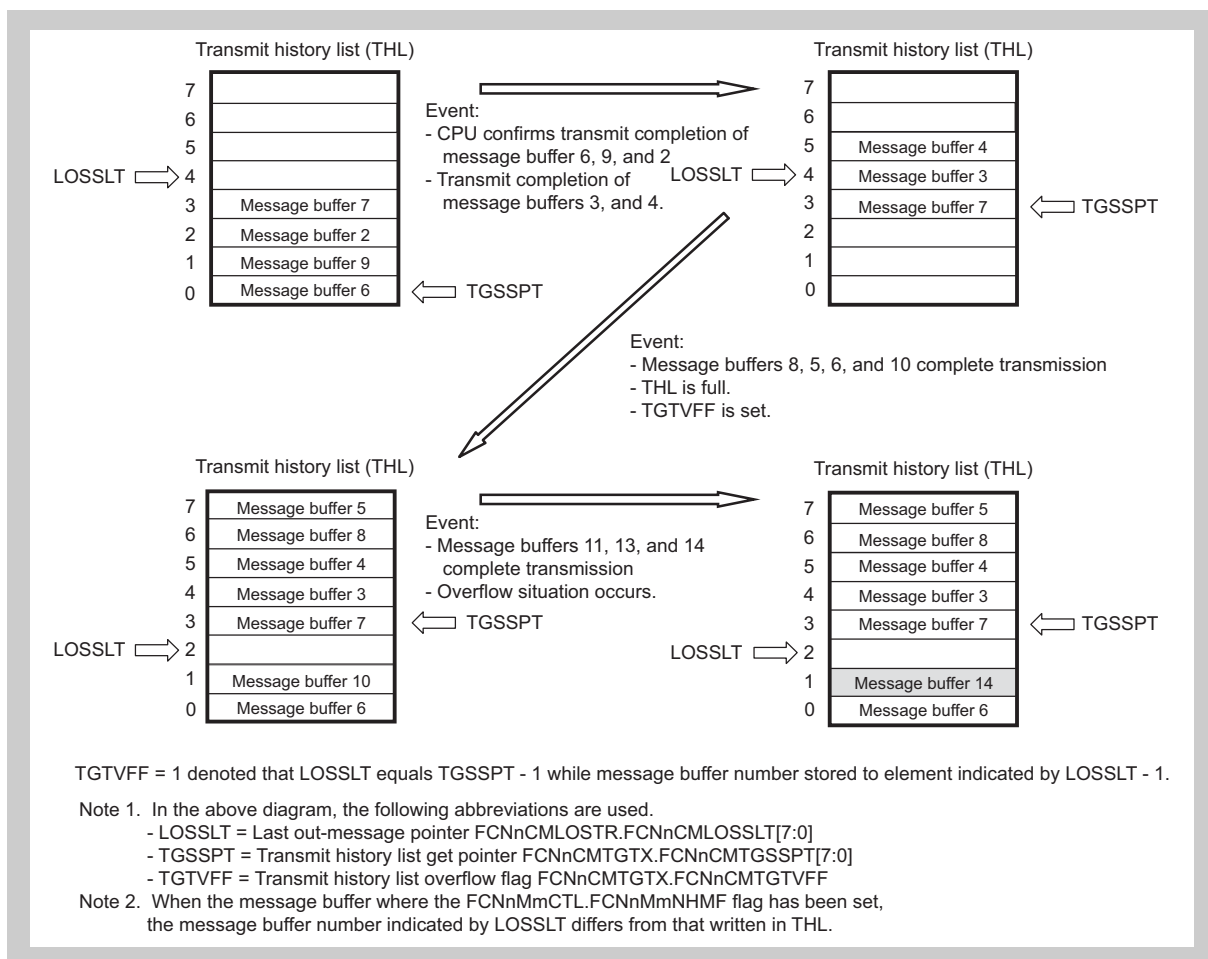 Transmit history list (THL)
7
6
5
LOSSLT 4
3 Message buffer 7
2 Message buffer 2
1 Message buffer 9
0 Message buffer 6 TGSSPT
Event:
- CPU confirms transmit completion of
message buffer 6, 9, and 2
- Transmit completion of
message buffers 3, and 4.
Transmit history list (THL)
7
6
5 Message buffer 4
LOSSLT 4 Message buffer 3
3 Message buffer 7 TGSSPT
2
1
0
Event:
- Message buffers 8, 5, 6, and 10 complete transmission
- THL is full.
- TGTVFF is set.
Transmit history list (THL)
7 Message buffer 5
6 Message buffer 8
5 Message buffer 4
4 Message buffer 3
3 Message buffer 7 TGSSPT
LOSSLT 2
1 Message buffer 10
0 Message buffer 6
Event:
- Message buffers 11, 13, and 14
complete transmission
- Overflow situation occurs.
Transmit history list (THL)
7 Message buffer 5
6 Message buffer 8
5 Message buffer 4
4 Message buffer 3
3 Message buffer 7 TGSSPT
LOSSLT 2
1 Message buffer 14
0 Message buffer 6
TGTVFF = 1 denoted that LOSSLT equals TGSSPT - 1 while message buffer number stored to element indicated by LOSSLT - 1.
Note 1. In the above diagram, the following abbreviations are used.
- LOSSLT = Last out-message pointer FCNnCMLOSTR.FCNnCMLOSSLT[7:0]
- TGSSPT = Transmit history list get pointer FCNnCMTGTX.FCNnCMTGSSPT[7:0]
- TGTVFF = Transmit history list overflow flag FCNnCMTGTX.FCNnCMTGTVFF
Note 2. When the message buffer where the FCNnMmCTL.FCNnMmNHMF flag has been set,
the message buffer number indicated by LOSSLT differs from that written in THL.